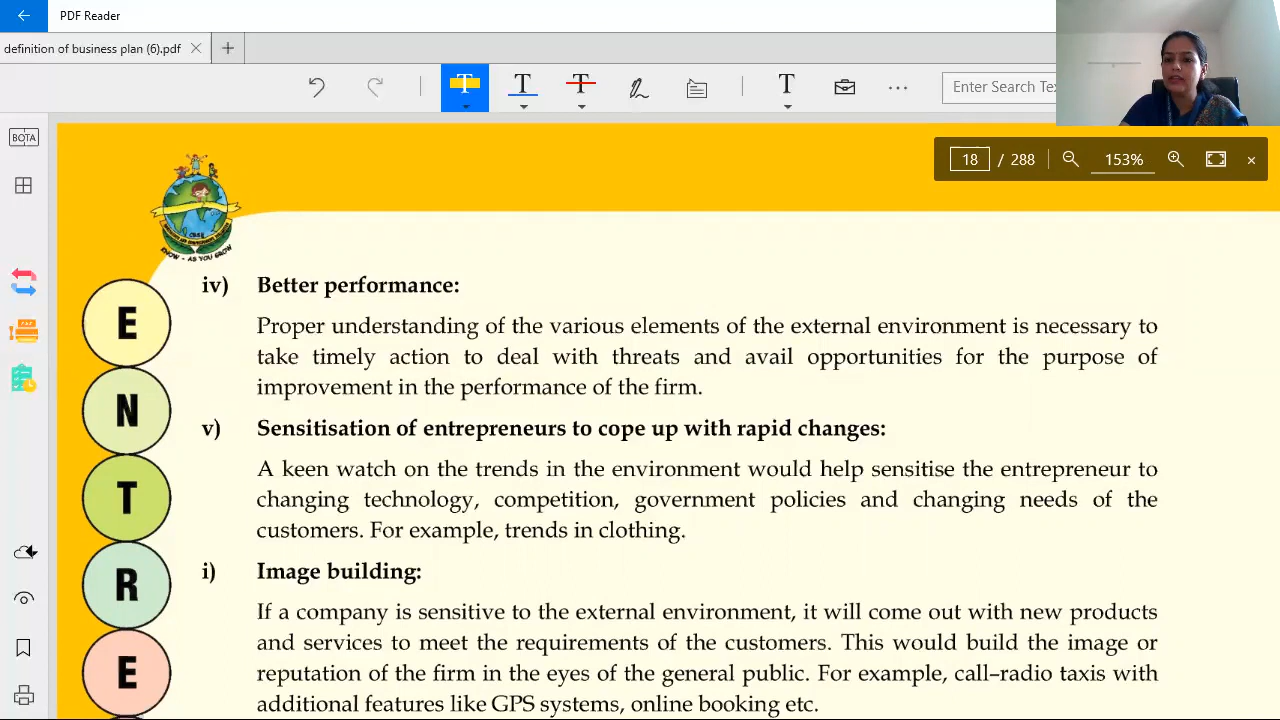 PDF Reader
definition of business plan (6).pdf
Enter Search Te
BOTA
18 / 288 153%
KNOW - AS YOU GROW
iv) Better performance:
Proper understanding of the various elements of the external environment is necessary to
take timely action to deal with threats and avail opportunities for the purpose of
improvement in the performance of the firm.
v) Sensitisation of entrepreneurs to cope up with rapid changes:
A keen watch on the trends in the environment would help sensitise the entrepreneur to
changing technology, competition, government policies and changing needs of the
customers. For example, trends in clothing.
i) Image building:
If a company is sensitive to the external environment, it will come out with new products
and services to meet the requirements of the customers. This would build the image or
reputation of the firm in the eyes of the general public. For example, call–radio taxis with
additional features like GPS systems, online booking etc.
E
N
T
R
E